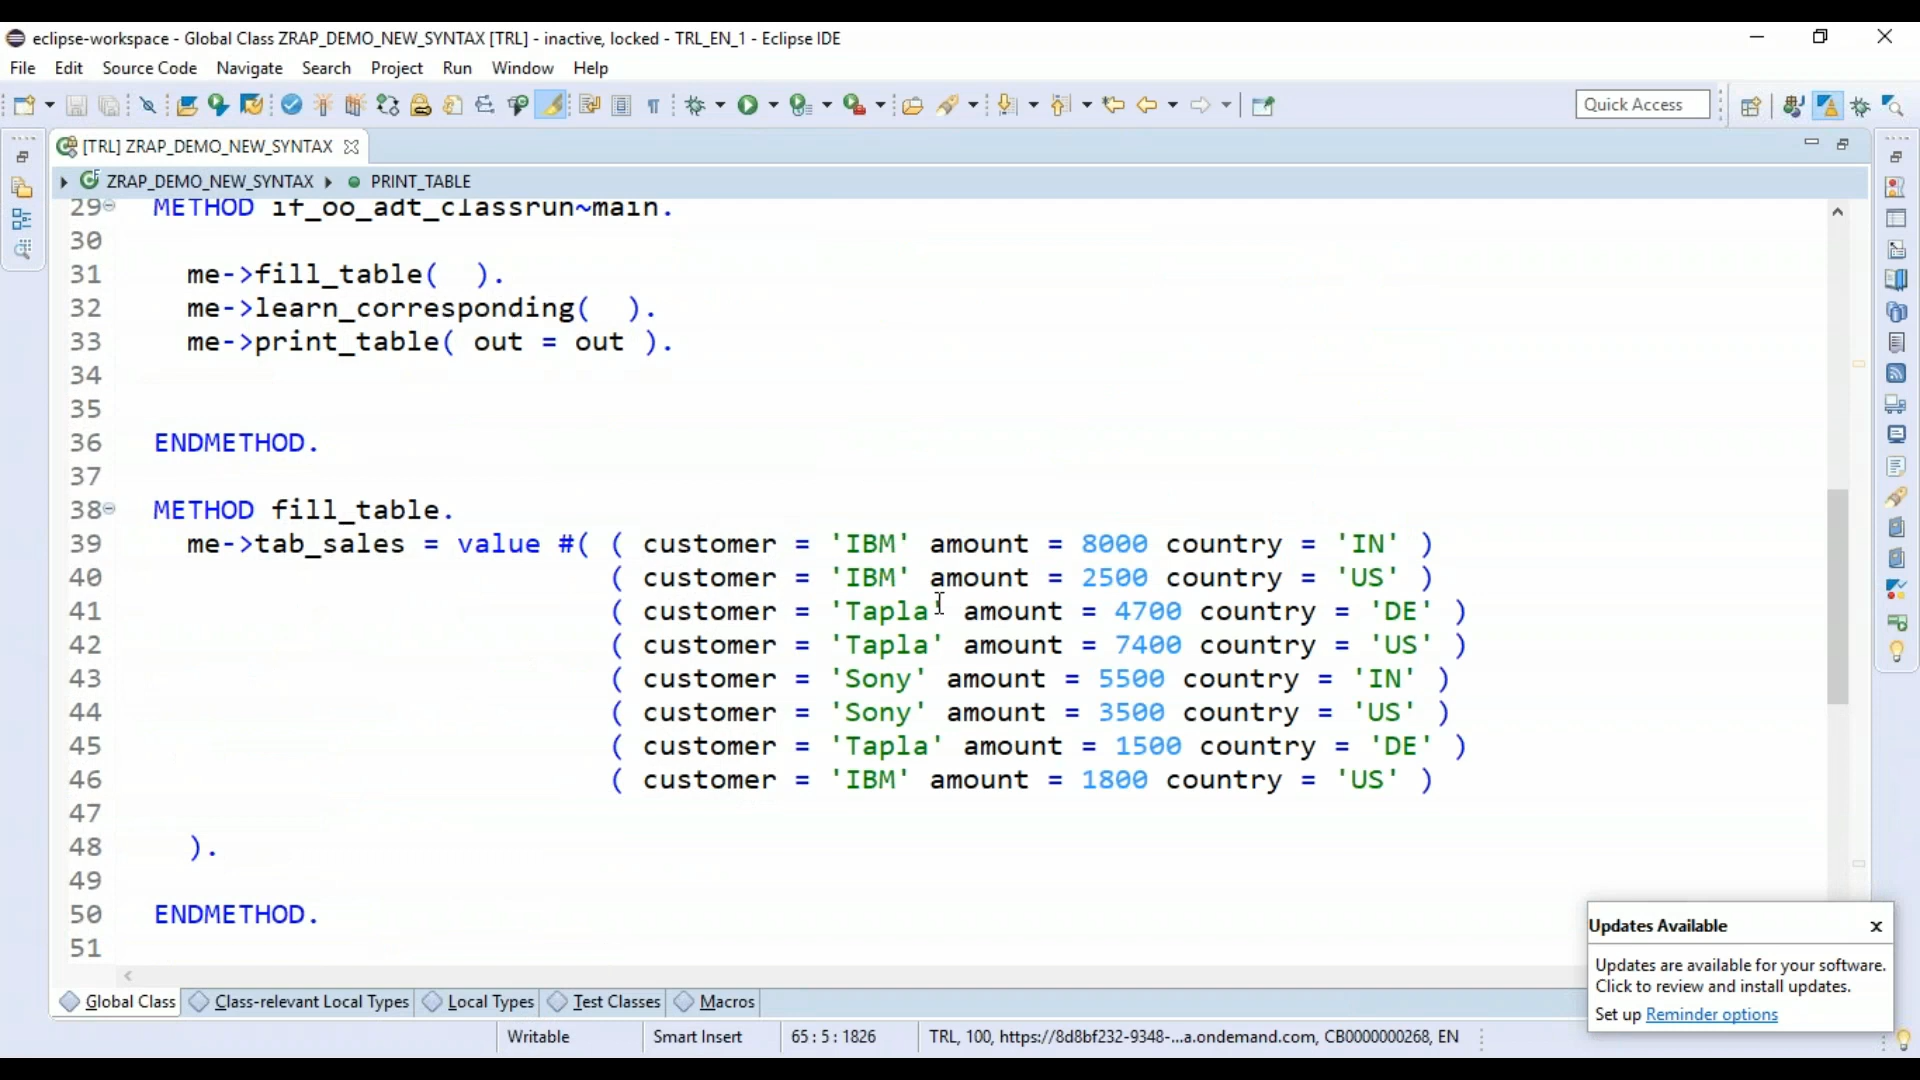 eclipse-workspace - Global Class ZRAP_DEMO_NEW_SYNTAX [TRL] - inactive, locked - TRL_EN_1 - Eclipse IDE
File Edit Source Code Navigate Search Project Run Window Help
Quick Access
[TRL] ZRAP_DEMO_NEW_SYNTAX
ZRAP_DEMO_NEW_SYNTAX PRINT_TABLE
29 METHOD if_oo_adt_classrun~main.
30
31 me->fill_table(  ).
32 me->learn_corresponding(  ).
33 me->print_table( out = out ).
34
35
36 ENDMETHOD.
37
38 METHOD fill_table.
39 me->tab_sales = value #( ( customer = 'IBM' amount = 8000 country = 'IN' )
40 ( customer = 'IBM' amount = 2500 country = 'US' )
41 ( customer = 'Tapla' amount = 4700 country = 'DE' )
42 ( customer = 'Tapla' amount = 7400 country = 'US' )
43 ( customer = 'Sony' amount = 5500 country = 'IN' )
44 ( customer = 'Sony' amount = 3500 country = 'US' )
45 ( customer = 'Tapla' amount = 1500 country = 'DE' )
46 ( customer = 'IBM' amount = 1800 country = 'US' )
47
48 ).
49
50 ENDMETHOD.
51
Updates Available
Updates are available for your software.
Click to review and install updates.
Set up Reminder options
Global Class Class-relevant Local Types Local Types Test Classes Macros
Writable Smart Insert 65 : 5 : 1826 TRL, 100, https://8d8bf232-9348-...a.ondemand.com, CB0000000268, EN